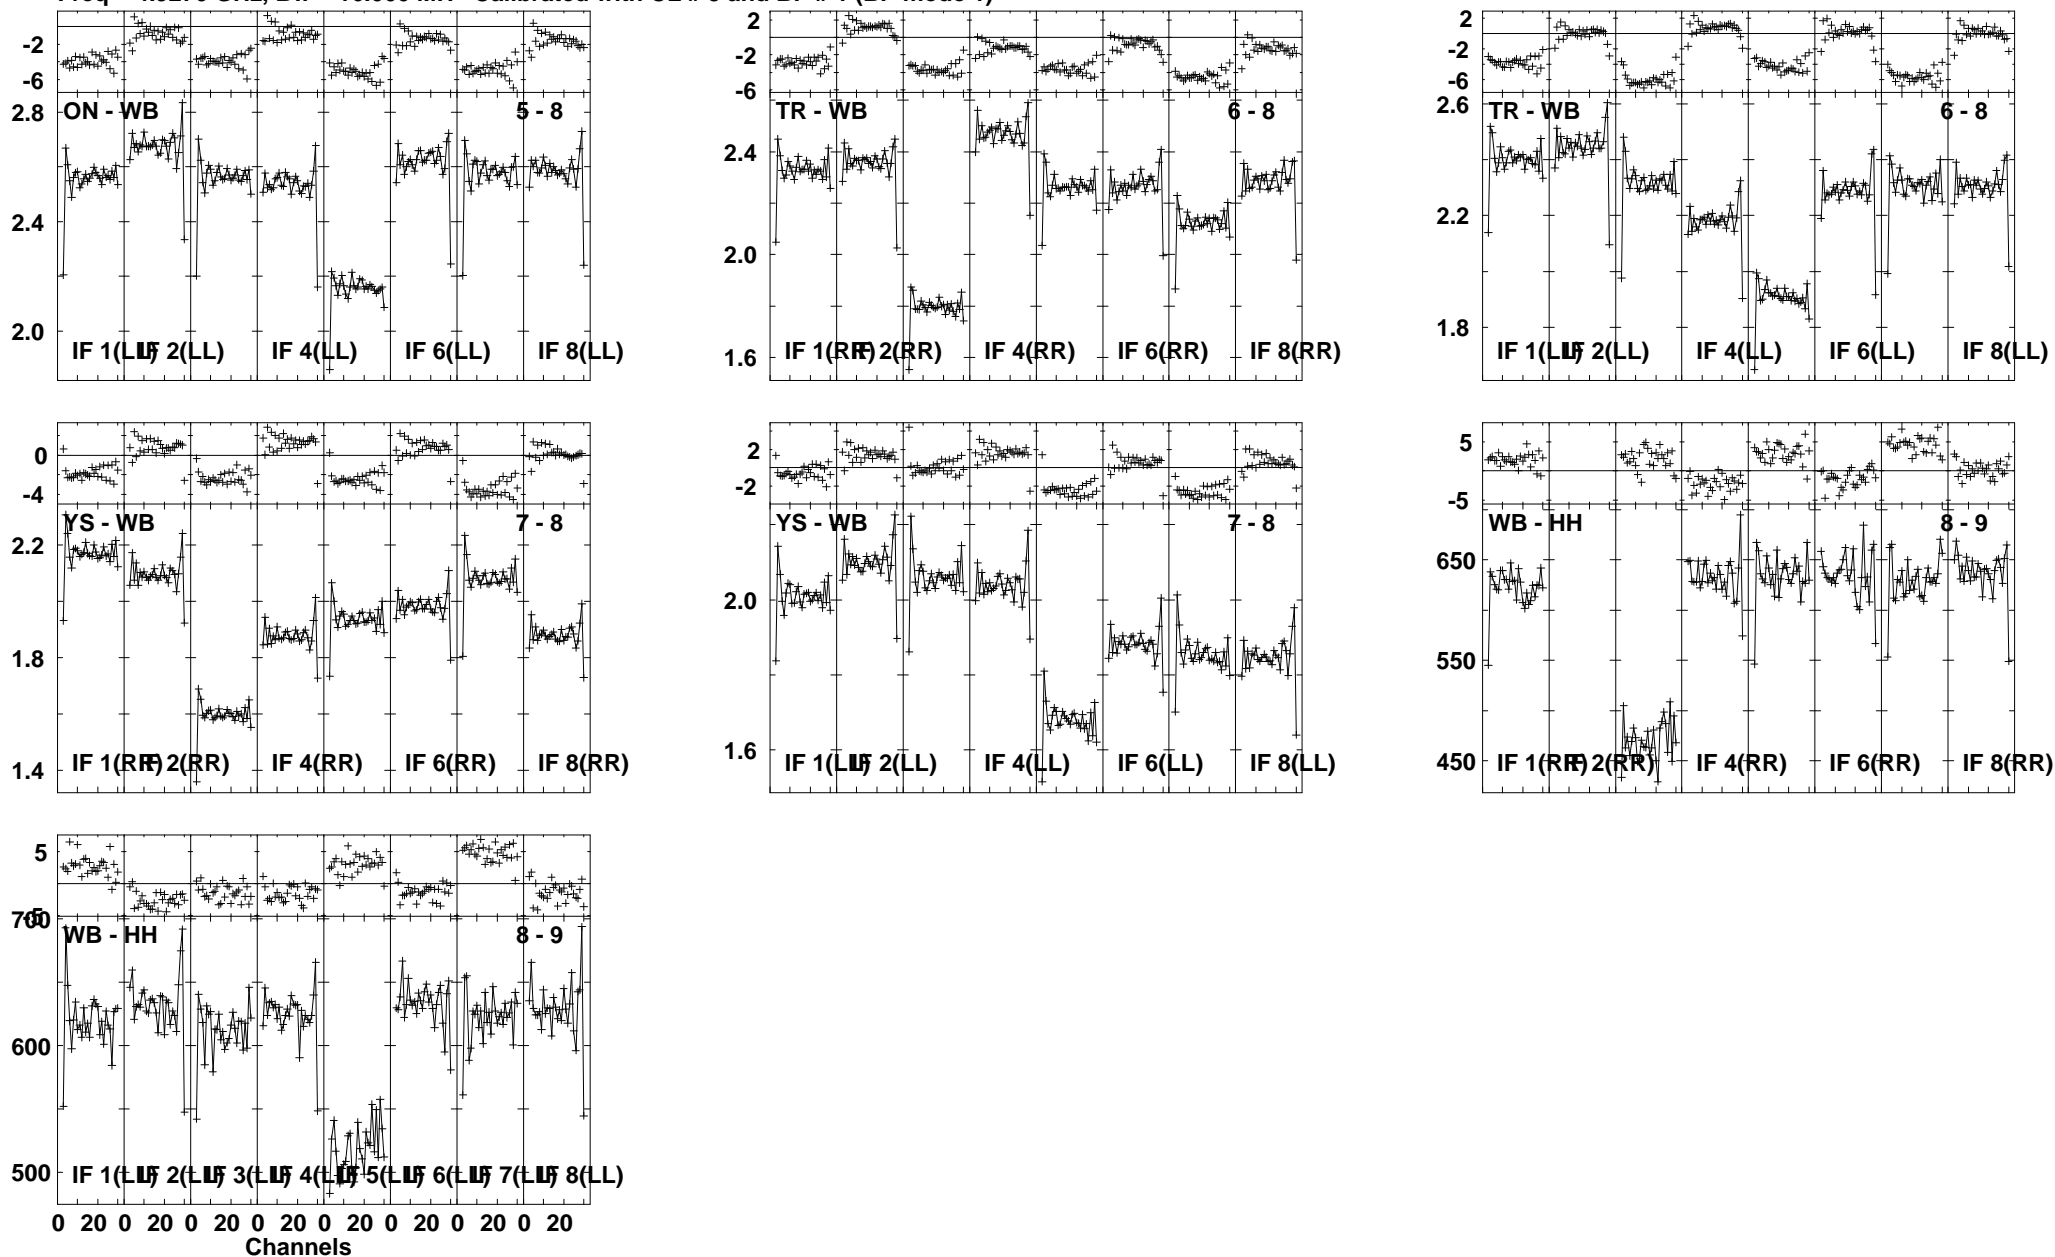 -2
-6
2.8
2.4
2.0
ON - WB
5 - 8
IF 1(LL)
IF 2(LL)
IF 4(LL)
IF 6(LL)
IF 8(LL)
2
-2
-6
2.4
2.0
1.6
TR - WB
6 - 8
IF 1(RR)
IF 2(RR)
IF 4(RR)
IF 6(RR)
IF 8(RR)
2
-2
-6
2.6
2.2
1.8
TR - WB
6 - 8
IF 1(LL)
IF 2(LL)
IF 4(LL)
IF 6(LL)
IF 8(LL)
0
-4
2.2
1.8
1.4
YS - WB
7 - 8
IF 1(RR)
IF 2(RR)
IF 4(RR)
IF 6(RR)
IF 8(RR)
2
-2
2.0
1.6
YS - WB
7 - 8
IF 1(LL)
IF 2(LL)
IF 4(LL)
IF 6(LL)
IF 8(LL)
5
-5
650
550
450
WB - HH
8 - 9
IF 1(RR)
IF 2(RR)
IF 4(RR)
IF 6(RR)
IF 8(RR)
5
-5
700
600
500
WB - HH
8 - 9
IF 1(LL)
IF 2(LL)
IF 3(LL)
IF 4(LL)
IF 5(LL)
IF 6(LL)
IF 7(LL)
IF 8(LL)
0 20 0 20 0 20 0 20 0 20 0 20 0 20 0 20
Channels